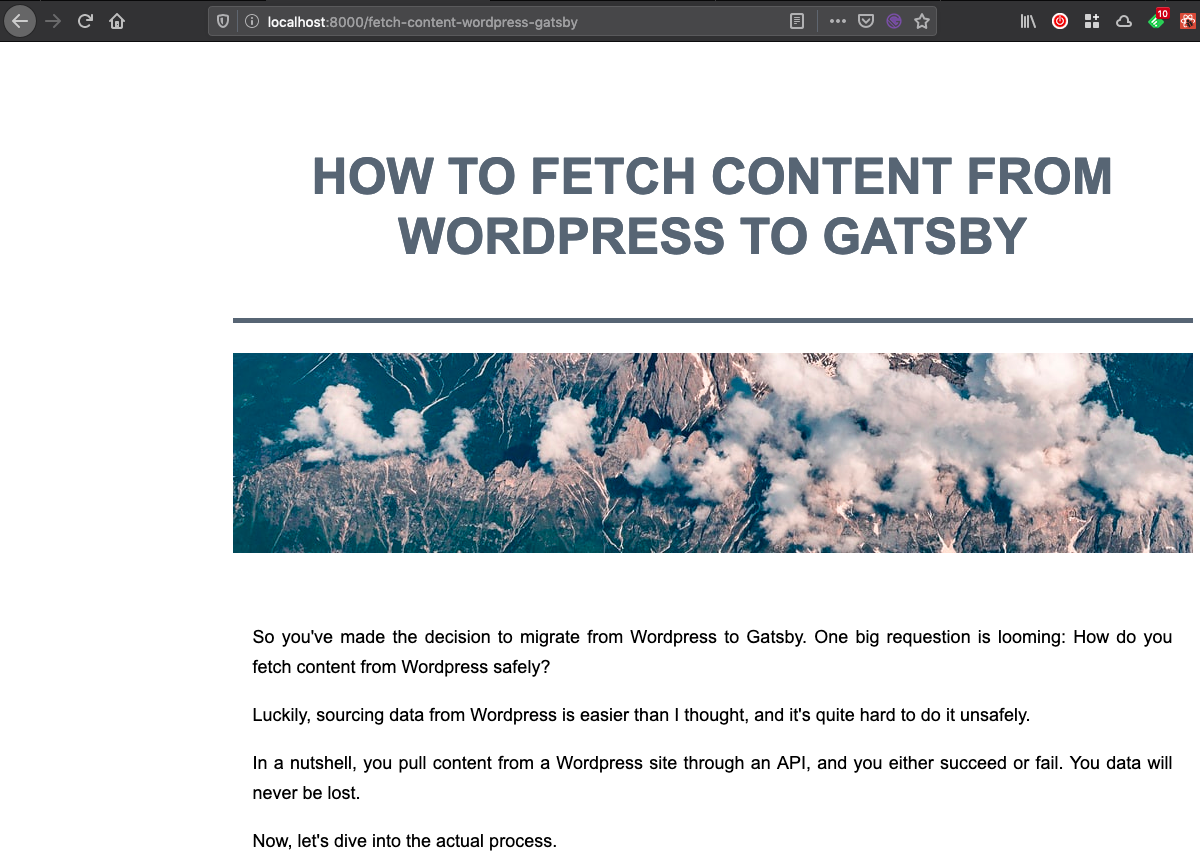 localhost:8000/fetch-content-wordpress-gatsby
10
HOW TO FETCH CONTENT FROM
WORDPRESS TO GATSBY
So you've made the decision to migrate from Wordpress to Gatsby. One big requestion is looming: How do you
fetch content from Wordpress safely?
Luckily, sourcing data from Wordpress is easier than I thought, and it's quite hard to do it unsafely.
In a nutshell, you pull content from a Wordpress site through an API, and you either succeed or fail. You data will
never be lost.
Now, let's dive into the actual process.